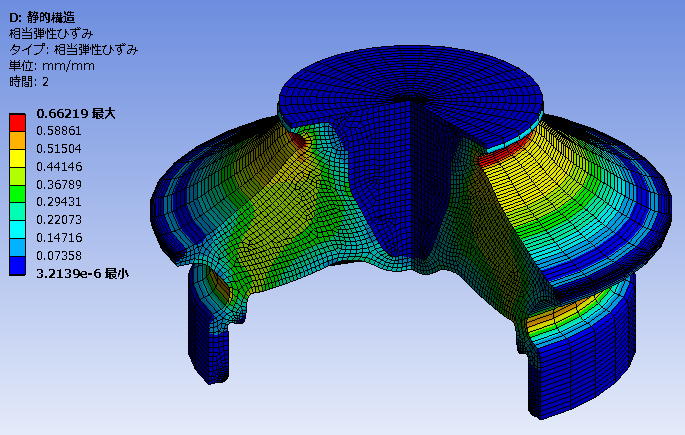 D: 静的構造
相当弾性ひずみ
タイプ: 相当弾性ひずみ
単位: mm/mm
時間: 2
0.66219 最大
0.58861
0.51504
0.44146
0.36789
0.29431
0.22073
0.14716
0.07358
3.2139e-6 最小